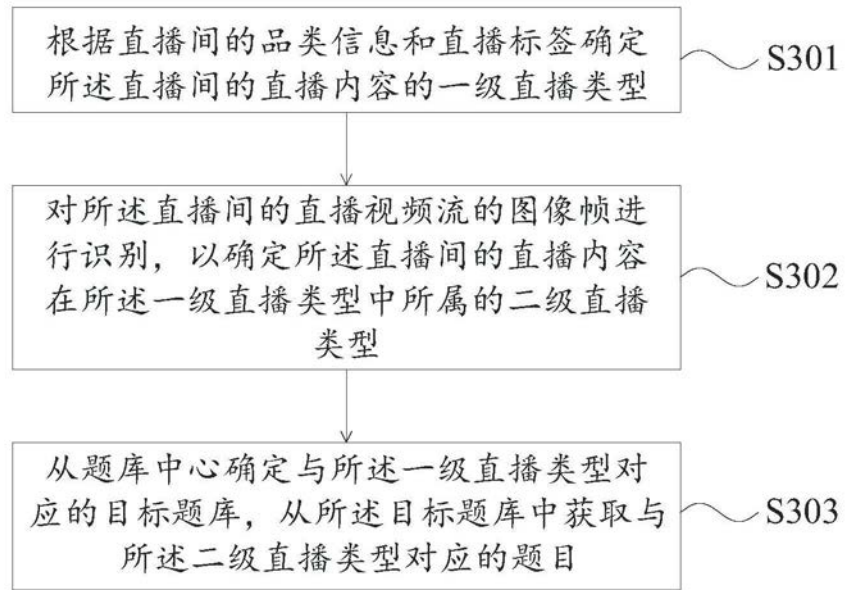 根据直播间的品类信息和直播标签确定
所述直播间的直播内容的一级直播类型
S301
对所述直播间的直播视频流的图像帧进
行识别，以确定所述直播间的直播内容
在所述一级直播类型中所属的二级直播
类型
S302
从题库中心确定与所述一级直播类型对
应的目标题库，从所述目标题库中获取与
所述二级直播类型对应的题目
S303